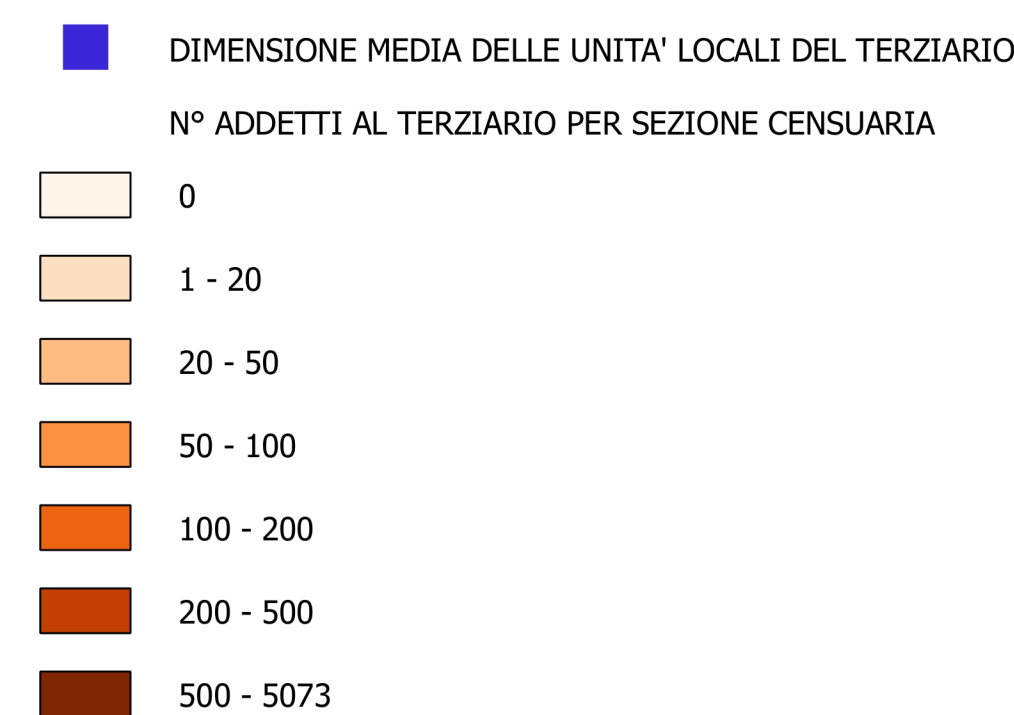 DIMENSIONE MEDIA DELLE UNITA' LOCALI DEL TERZIARIO
N° ADDETTI AL TERZIARIO PER SEZIONE CENSUARIA
0
1 - 20
20 - 50
50 - 100
100 - 200
200 - 500
500 - 5073